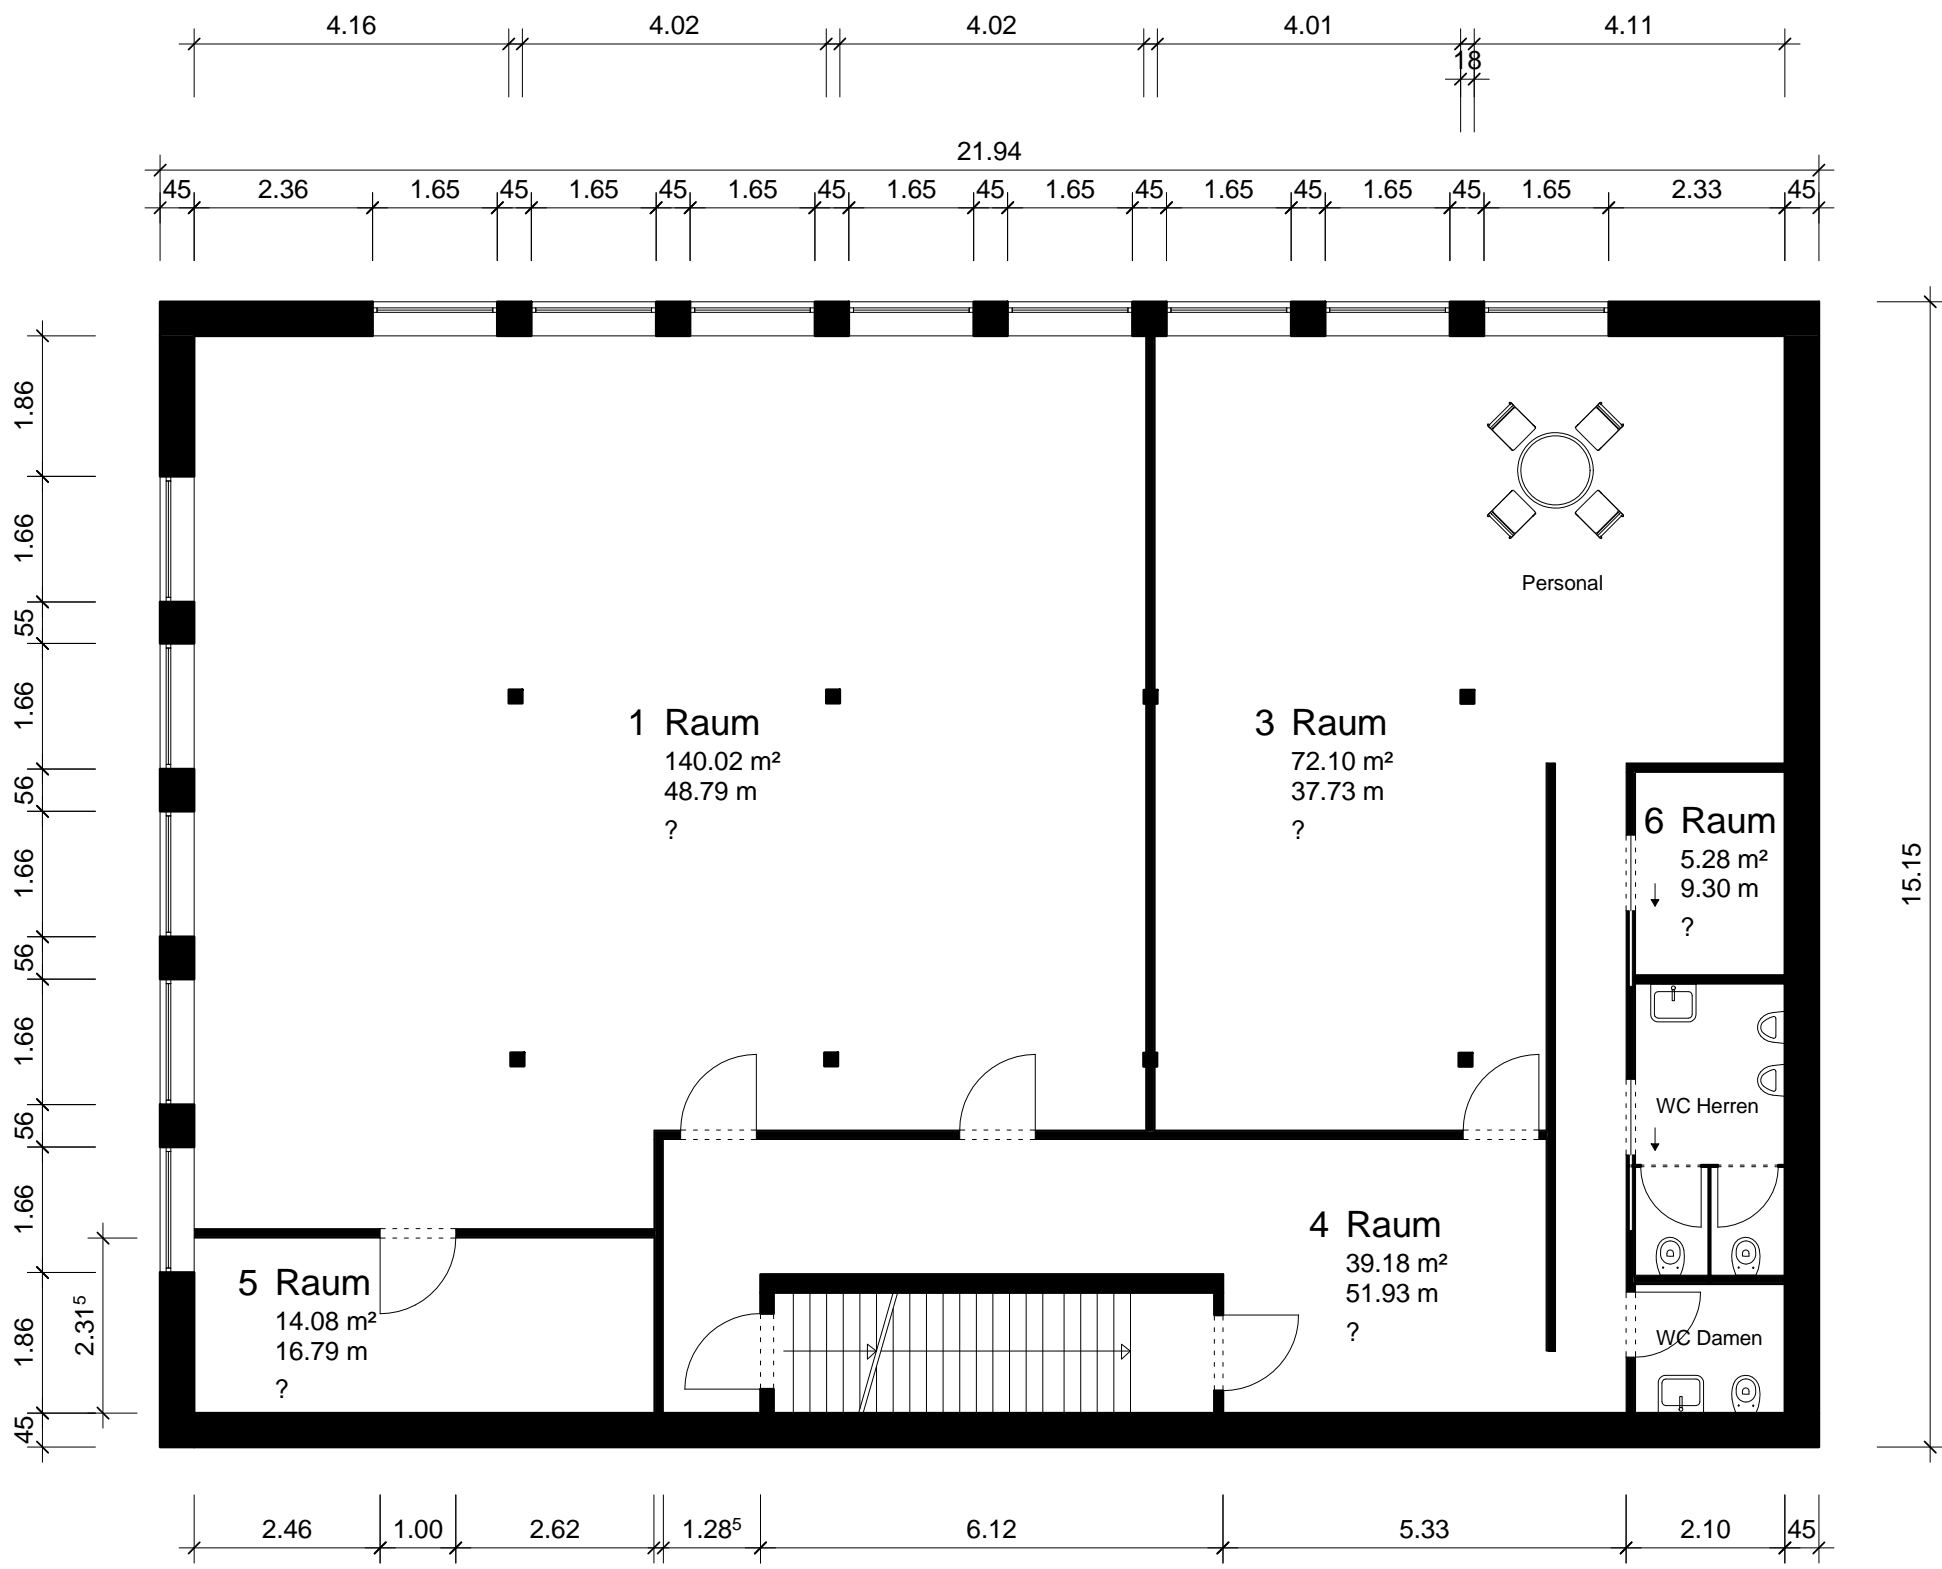 4.16 4.02 4.02 4.01 4.11
18
21.94
45 2.36 1.65 45 1.65 45 1.65 45 1.65 45 1.65 45 1.65 45 1.65 45 1.65 2.33 45
1.86
1.66
55
1.66
56
1.66
56
1.66
56
1.66
1.86
45
2.31⁵
15.15
Personal
1 Raum
140.02 m²
48.79 m
?
3 Raum
72.10 m²
37.73 m
?
6 Raum
5.28 m²
9.30 m
?
WC Herren
4 Raum
39.18 m²
51.93 m
?
5 Raum
14.08 m²
16.79 m
?
WC Damen
2.46 1.00 2.62 1.28⁵ 6.12 5.33 2.10 45